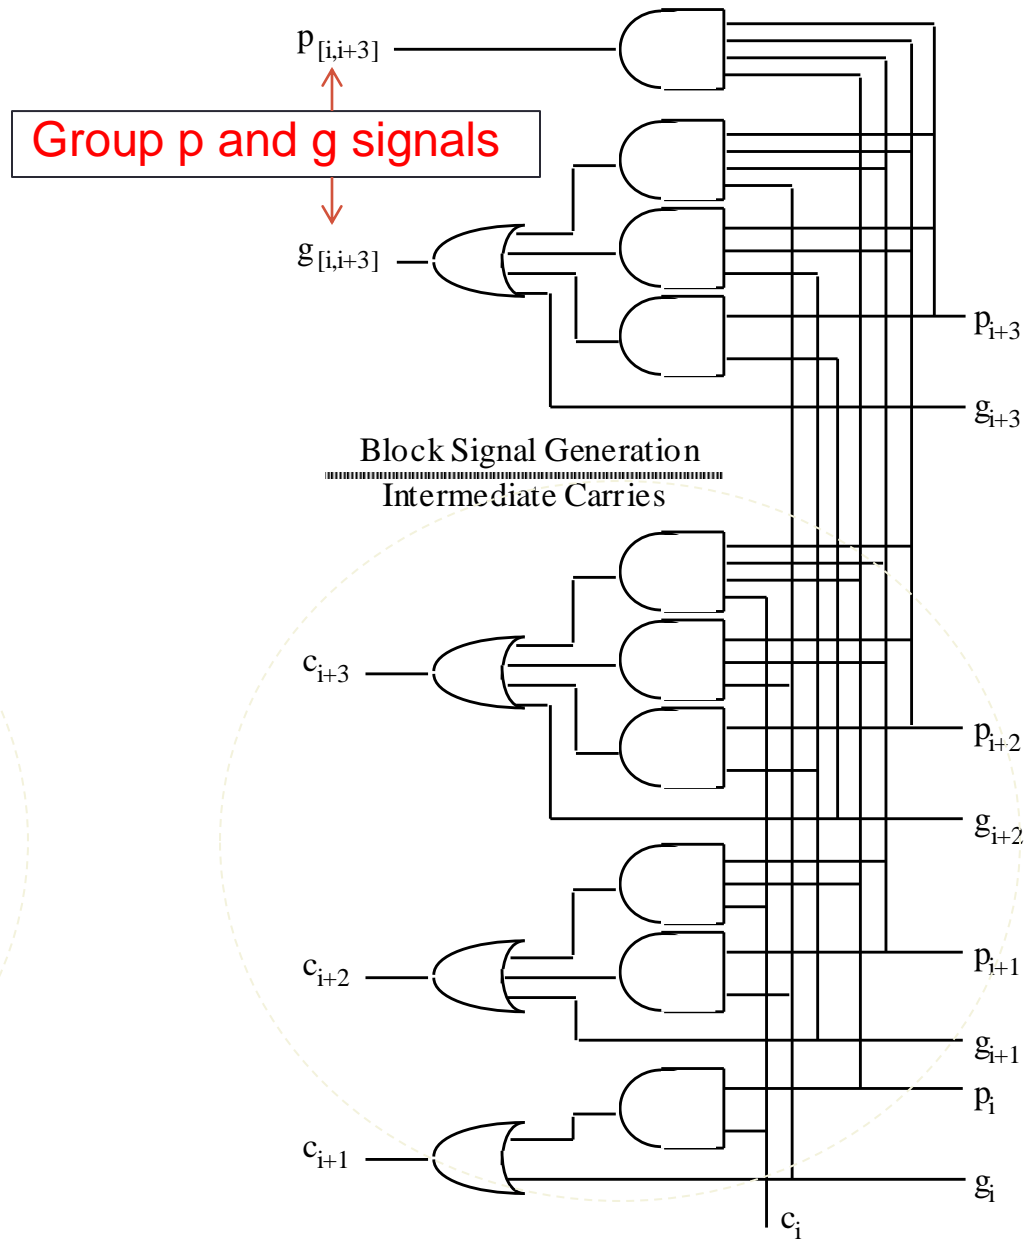 p[i,i+3]
Group p and g signals
g[i,i+3]
pi+3
gi+3
Block Signal Generation
Intermediate Carries
ci+3
pi+2
gi+2
ci+2
pi+1
gi+1
pi
ci+1
gi
ci